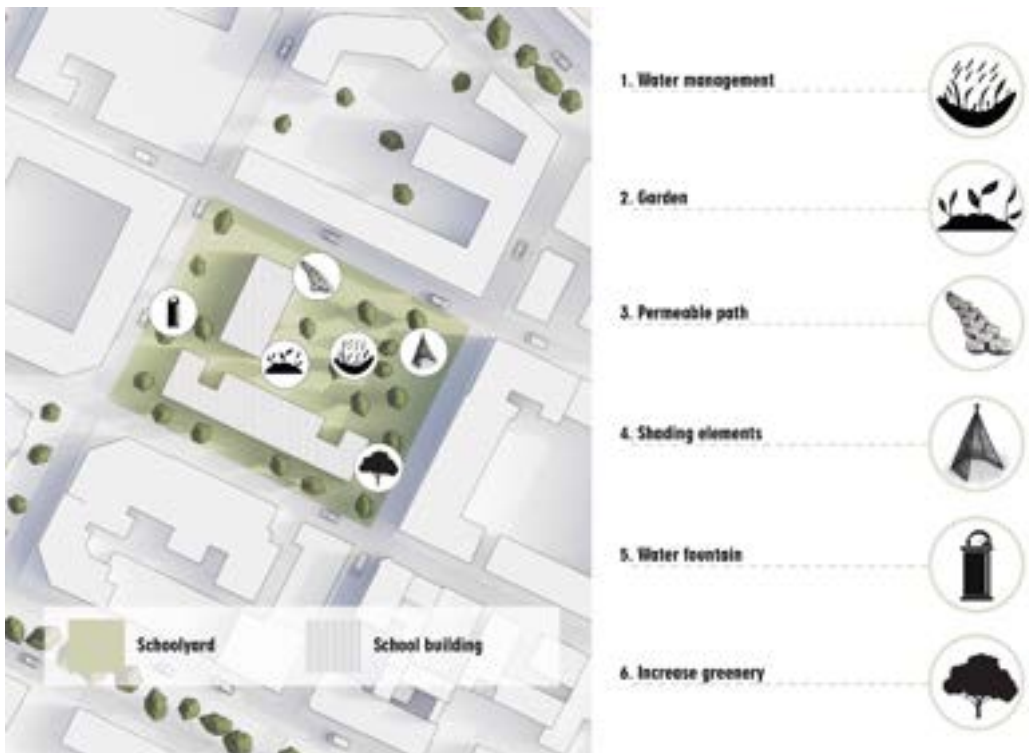 1. Water management
2. Garden
3. Permeable path
4. Shading elements
5. Water fountain
6. Increase greenery
Schoolyard
School building